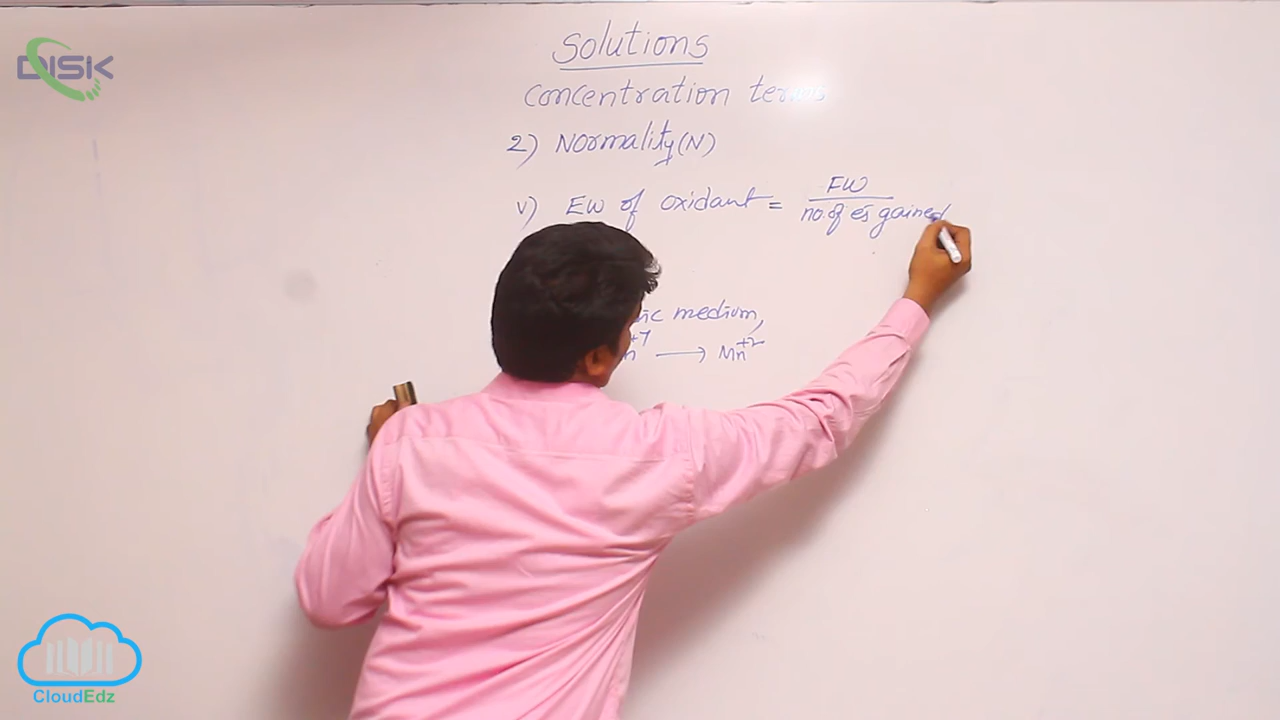 DISK
Solutions
concentration terms
2) Normality(N)
v) EW of oxidant = FW / no. of es gained
medium,
+7 → Mn+2
CloudEdz